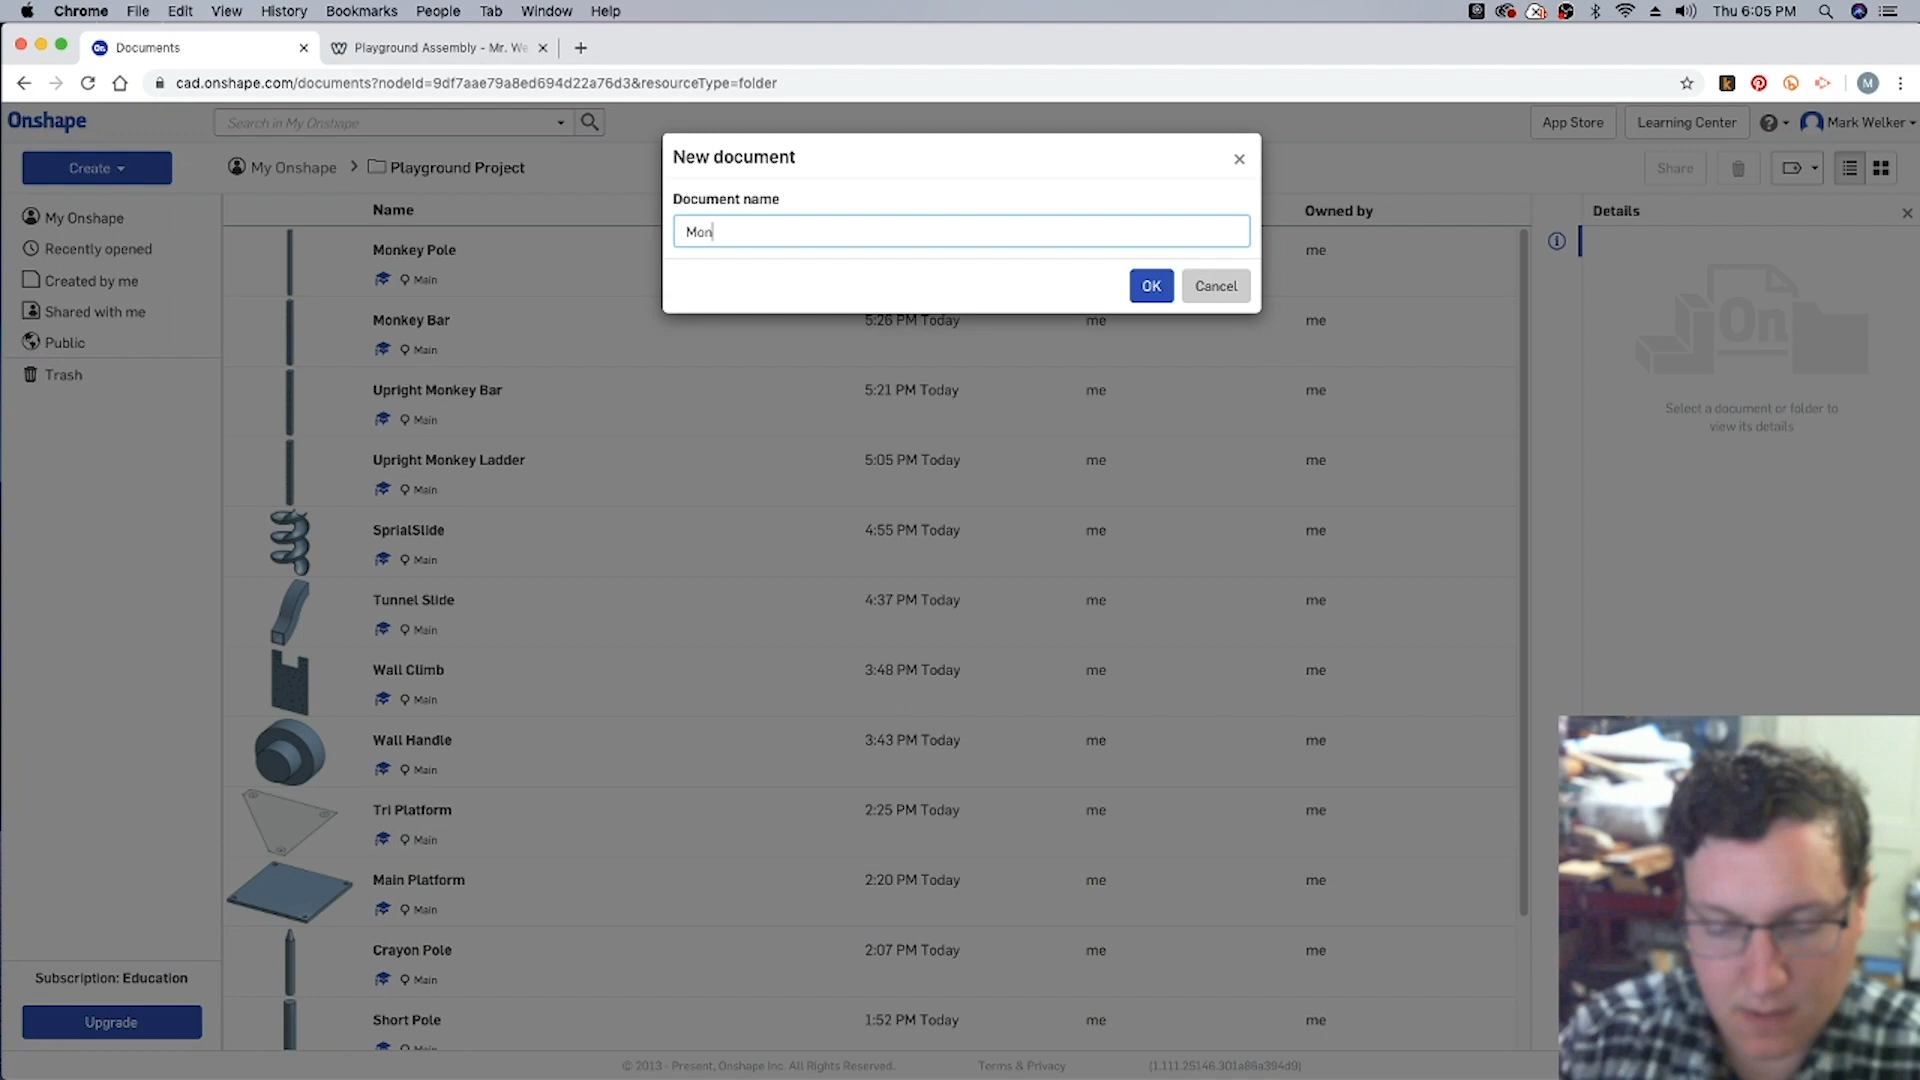 Chrome File Edit View History Bookmarks People Tab Window Help Thu 6:05 PM
Documents Playground Assembly - Mr. We
cad.onshape.com/documents?nodeId=9df7aae79a8ed694d22a76d3&resourceType=folder M
Onshape Search in My Onshape App Store Learning Center Mark Welker
Create My Onshape > Playground Project Share
My Onshape
Recently opened
Created by me
Shared with me
Public
Trash
Subscription: Education
Upgrade
New document
Document name
Mon
OK Cancel
Name Owned by
Monkey Pole me
Main
Monkey Bar 5:26 PM Today me me
Main
Upright Monkey Bar 5:21 PM Today me me
Main
Upright Monkey Ladder 5:05 PM Today me me
Main
SprialSlide 4:55 PM Today me me
Main
Tunnel Slide 4:37 PM Today me me
Main
Wall Climb 3:48 PM Today me me
Main
Wall Handle 3:43 PM Today me me
Main
Tri Platform 2:25 PM Today me me
Main
Main Platform 2:20 PM Today me me
Main
Crayon Pole 2:07 PM Today me me
Main
Short Pole 1:52 PM Today me me
Main
Details
On
Select a document or folder to
view its details
© 2013 - Present, Onshape Inc. All Rights Reserved. Terms & Privacy (1.111.25146.301a86a394d9)